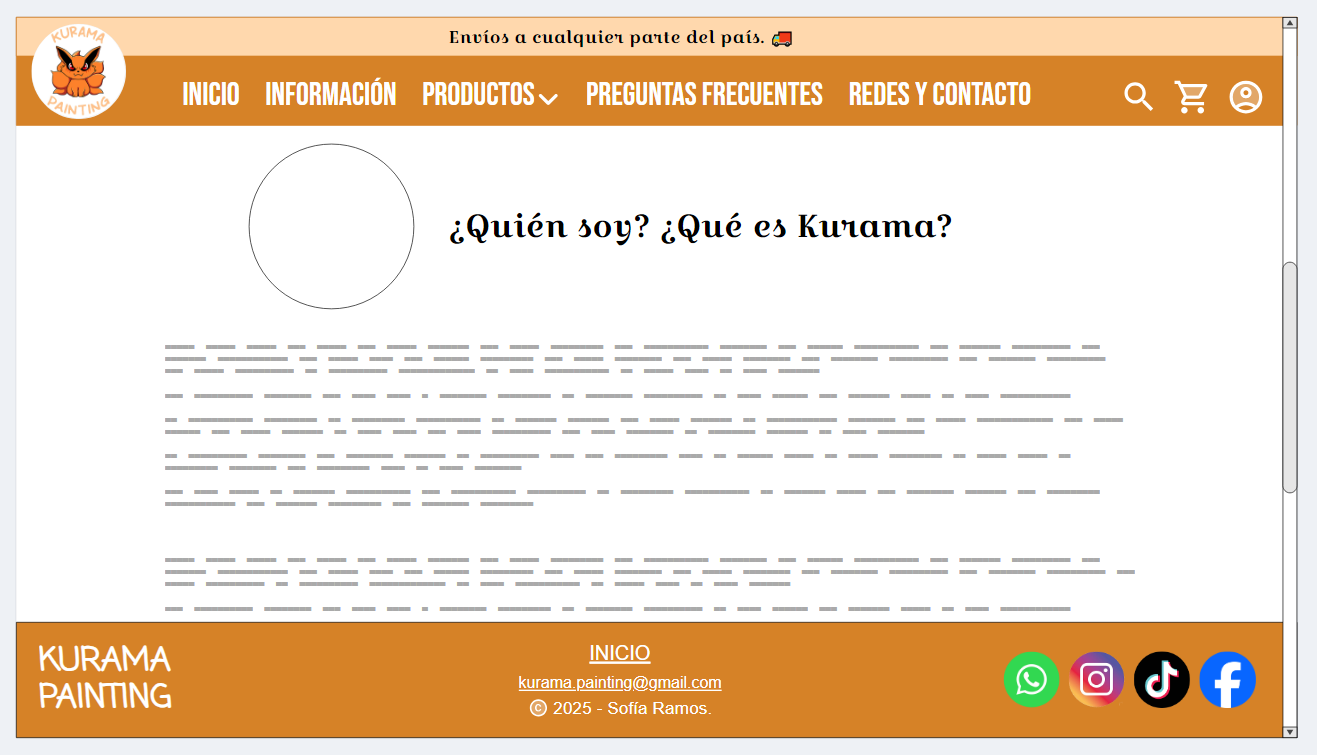 Envíos a cualquier parte del país. 🚚
KURAMA
PAINTING
INICIO INFORMACIÓN PRODUCTOS PREGUNTAS FRECUENTES REDES Y CONTACTO
¿Quién soy? ¿Qué es Kurama?
KURAMA
PAINTING
INICIO
kurama.painting@gmail.com
© 2025 - Sofía Ramos.